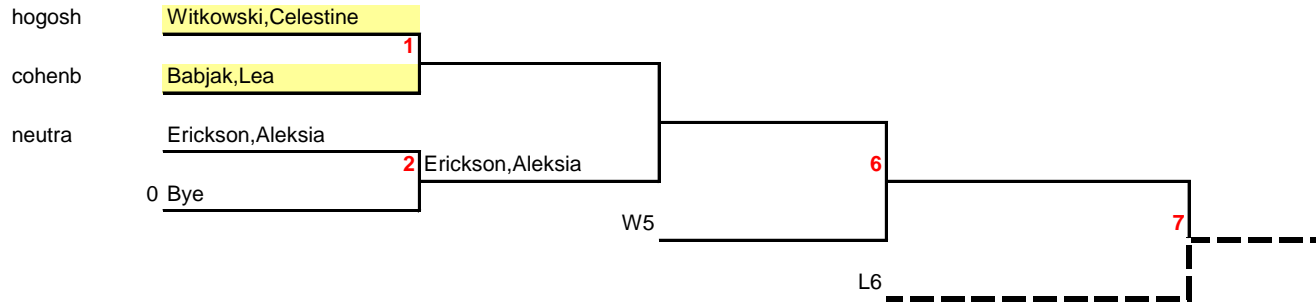 hogosh Witkowski,Celestine
1
cohenb Babjak,Lea
neutra Erickson,Aleksia
2 Erickson,Aleksia 6
0 Bye
W5 7
L6